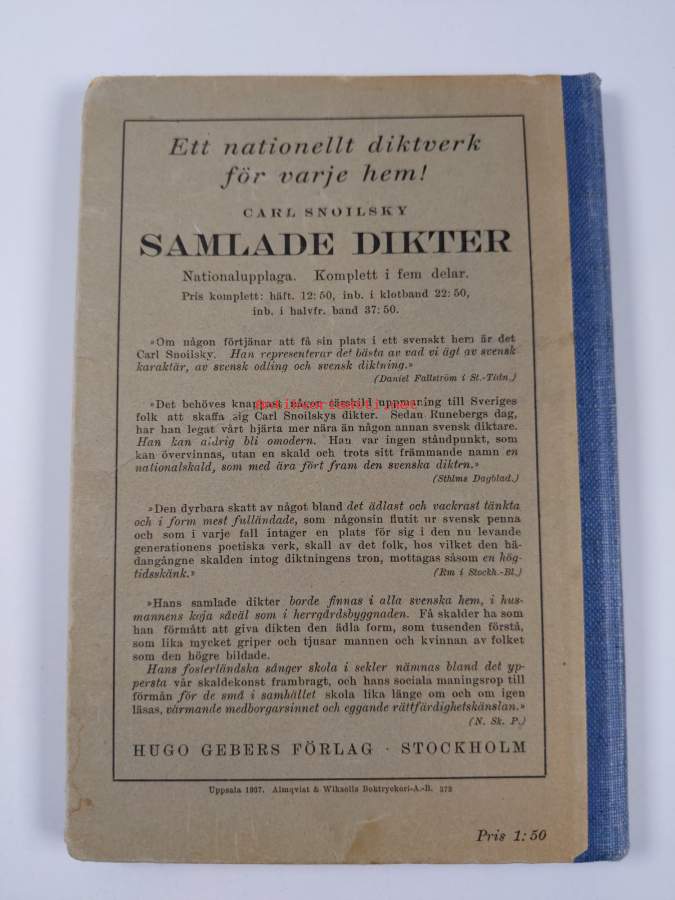 Ett nationellt diktverk
för varje hem!
CARL SNOILSKY
SAMLADE DIKTER
Nationalupplaga. Komplett i fem delar.
Pris komplett: häft. 12:50, inb. i klotband 22:50,
inb. i halvfr. band 37:50.
»Om någon förtjänar att få sin plats i ett svenskt hem är det
Carl Snoilsky. Han representerar det bästa av vad vi ägt av svensk
karaktär, av svensk odling och svensk diktning.»
(Daniel Fallström i St.-Tidn.)
»Det behöves knappast någon särskild uppmaning till Sveriges
folk att skaffa sig Carl Snoilskys dikter. Sedan Runebergs dag,
har han legat vårt hjärta mer nära än någon annan svensk diktare.
Han kan aldrig bli omodern. Han var ingen ståndpunkt, som
kan övervinnas, utan en skald och trots sitt främmande namn en
nationalskald, som med ära fört fram den svenska dikten.»
(Sthlms Dagblad.)
»Den dyrbara skatt av något bland det ädlast och vackrast tänkta
och i form mest fulländade, som någonsin flutit ur svensk penna
och som i varje fall intager en plats för sig i den nu levande
generationens poetiska verk, skall av det folk, hos vilket den hä-
dangångne skalden intog diktningens tron, mottagas såsom en hög-
tidsskänk.»
(Rm i Stockh.-Bl.)
»Hans samlade dikter borde finnas i alla svenska hem, i hus-
mannens koja såväl som i herrgårdsbyggnaden. Få skalder ha som
han förmått att giva dikten den ädla form, som tusenden förstå,
som lika mycket griper och tjusar mannen och kvinnan av folket
som den högre bildade.
Hans fosterländska sånger skola i sekler nämnas bland det yp-
persta vår skaldekonst frambragt, och hans sociala maningsrop till
förmån för de små i samhället skola lika länge om och om igen
läsas, värmande medborgarsinnet och eggande rättfärdighetskänslan.»
(N. Sk. P.)
HUGO GEBERS FÖRLAG · STOCKHOLM
Uppsala 1937. Almqvist & Wiksells Boktryckeri-A.-B. 372
Pris 1:50